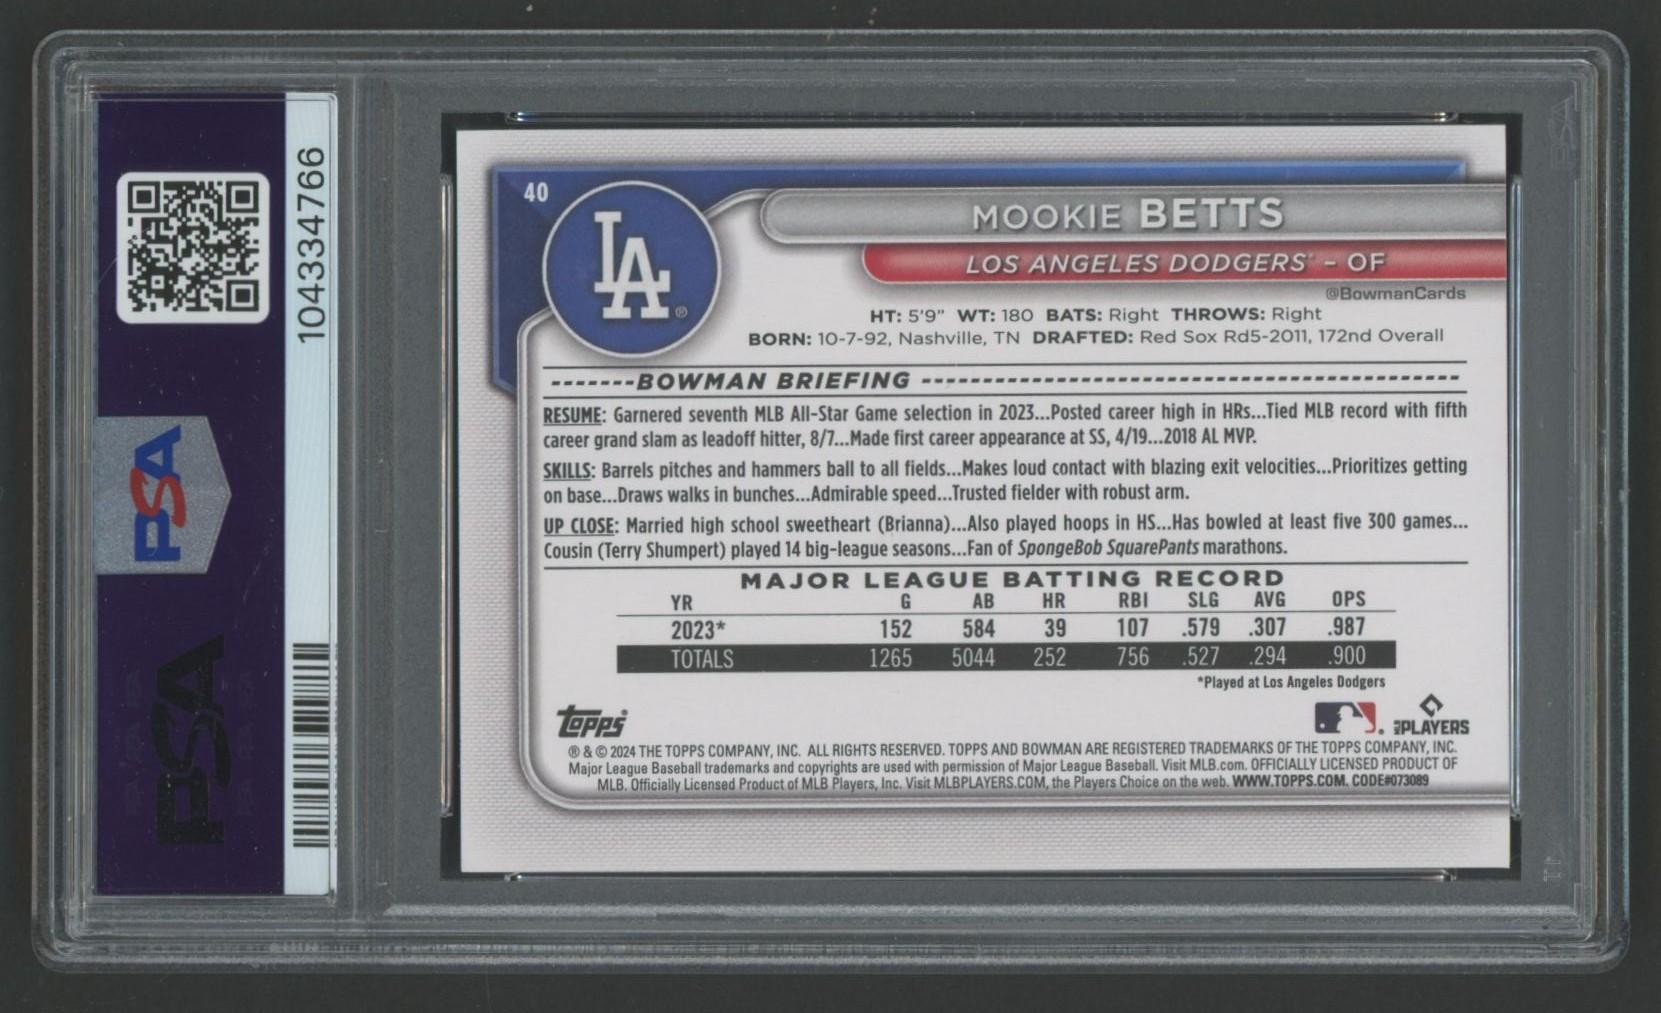 104334766
PSA
PSA
40
LA ®
MOOKIE BETTS
LOS ANGELES DODGERS® – OF
@BowmanCards
HT: 5'9" WT: 180 BATS: Right THROWS: Right
BORN: 10-7-92, Nashville, TN DRAFTED: Red Sox Rd5-2011, 172nd Overall
BOWMAN BRIEFING
RESUME: Garnered seventh MLB All-Star Game selection in 2023...Posted career high in HRs...Tied MLB record with fifth
career grand slam as leadoff hitter, 8/7...Made first career appearance at SS, 4/19...2018 AL MVP.
SKILLS: Barrels pitches and hammers ball to all fields...Makes loud contact with blazing exit velocities...Prioritizes getting
on base...Draws walks in bunches...Admirable speed...Trusted fielder with robust arm.
UP CLOSE: Married high school sweetheart (Brianna)...Also played hoops in HS...Has bowled at least five 300 games...
Cousin (Terry Shumpert) played 14 big-league seasons...Fan of SpongeBob SquarePants marathons.
MAJOR LEAGUE BATTING RECORD
YR G AB HR RBI SLG AVG OPS
2023* 152 584 39 107 .579 .307 .987
TOTALS 1265 5044 252 756 .527 .294 .900
*Played at Los Angeles Dodgers
Topps®
MLB PLAYERS
® & © 2024 THE TOPPS COMPANY, INC. ALL RIGHTS RESERVED. TOPPS AND BOWMAN ARE REGISTERED TRADEMARKS OF THE TOPPS COMPANY, INC.
Major League Baseball trademarks and copyrights are used with permission of Major League Baseball. Visit MLB.com. OFFICIALLY LICENSED PRODUCT OF
MLB. Officially Licensed Product of MLB Players, Inc. Visit MLBPLAYERS.COM, the Players Choice on the web. WWW.TOPPS.COM. CODE#073089
PSA